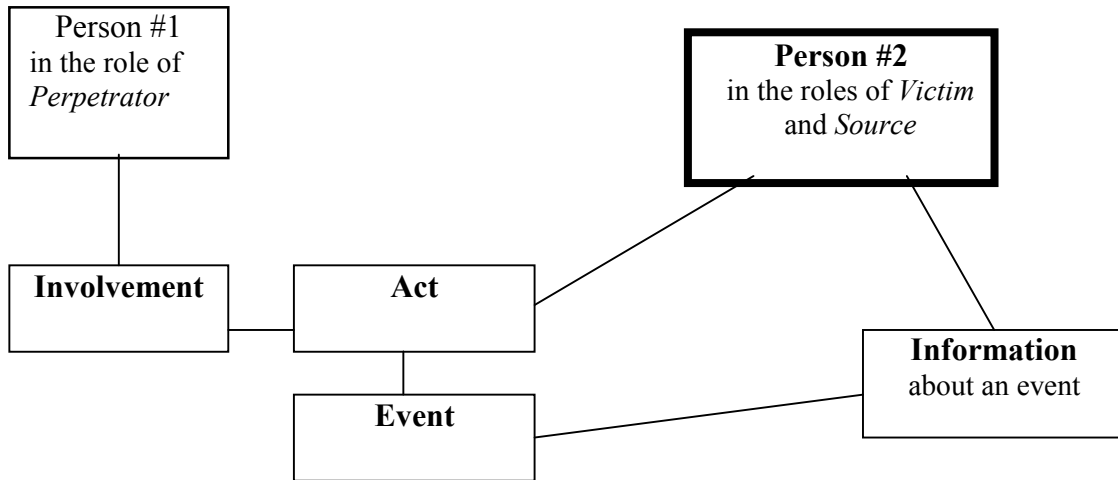 Person #1
in the role of
Perpetrator
Person #2
in the roles of Victim
and Source
Involvement
Act
Information
about an event
Event